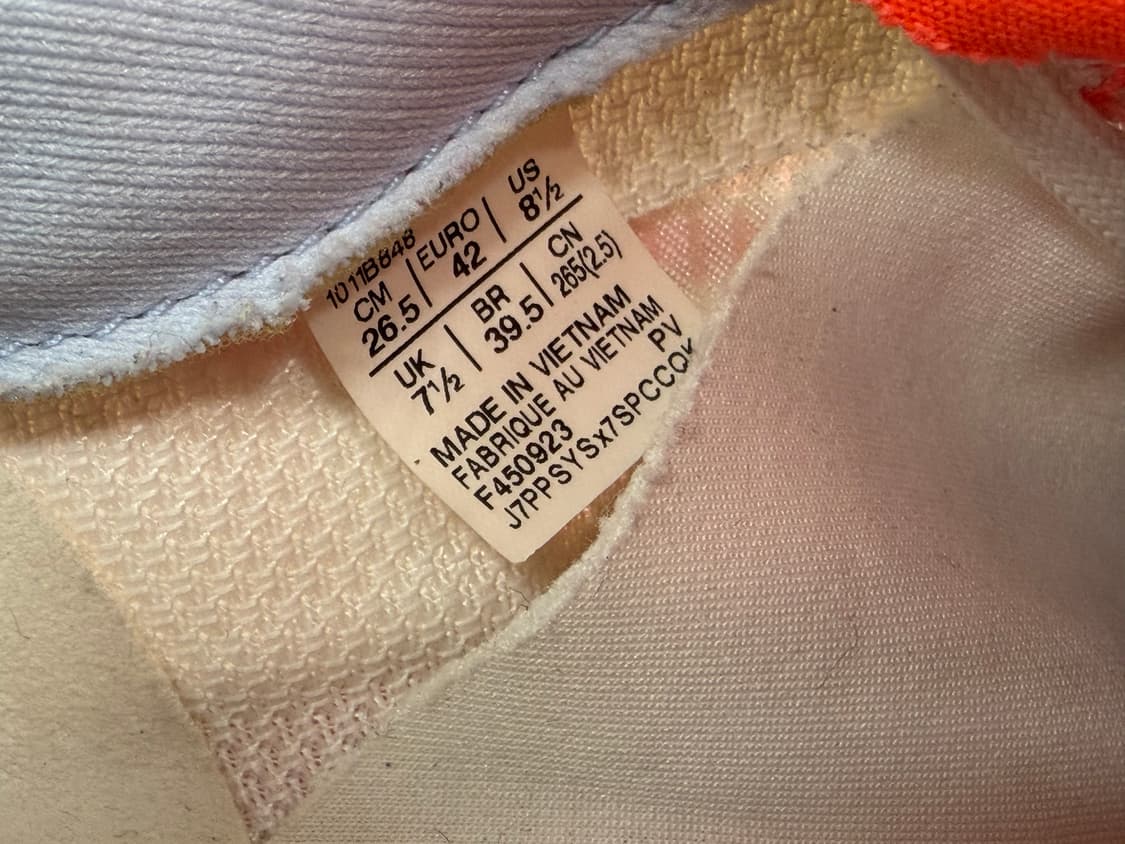 1011B848
CM | EURO | US
26.5 | 42 | 8½
UK | BR | CN
7½ | 39.5 | 265(2.5)
MADE IN VIETNAM
FABRIQUE AU VIETNAM
F450923 PV